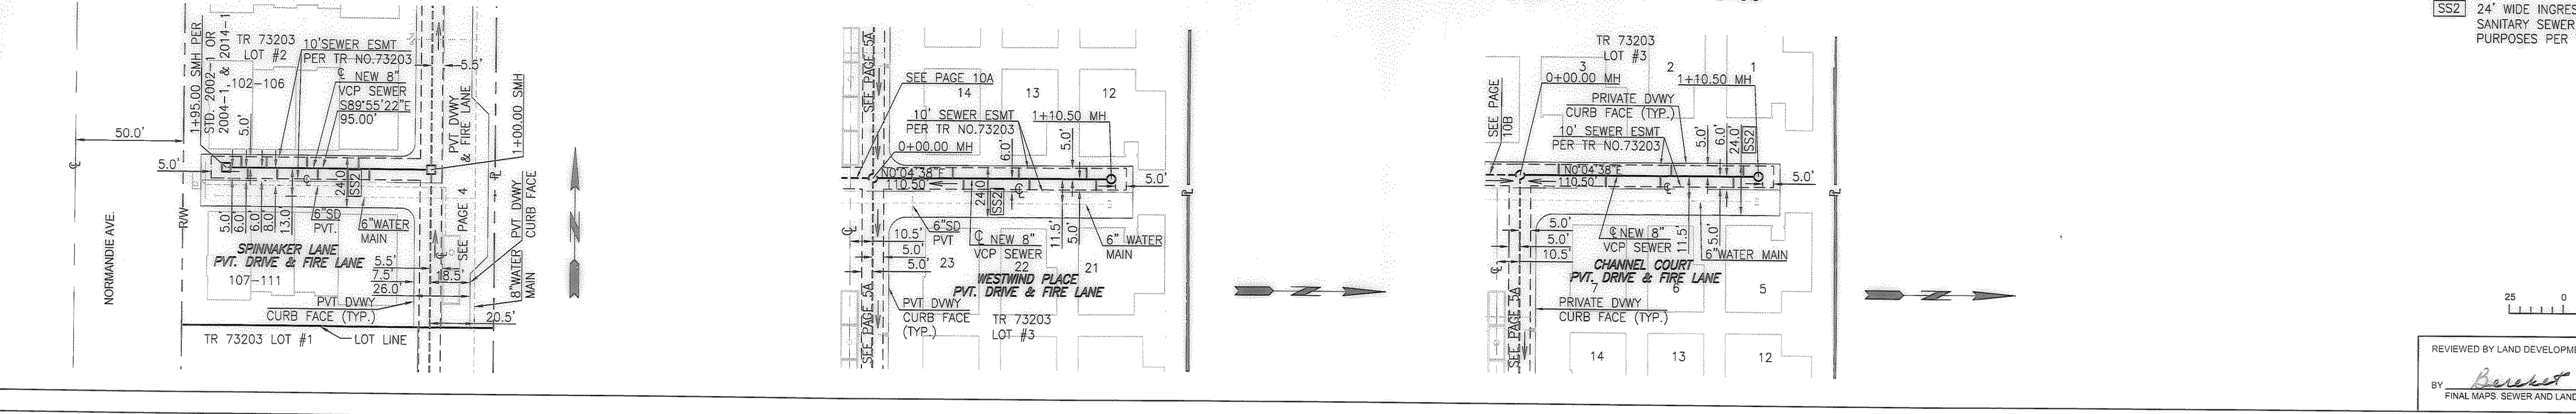 1+95.00 SMH PER
STD. 2002-1 OR
2004-1, & 2014-1
TR 73203
LOT #2
102-106
10'SEWER ESMT
PER TR NO.73203
℄ NEW 8"
VCP SEWER
S89°55'22"E
95.00'
5.5'
PVT DVWY
& FIRE LANE
1+00.00 SMH
50.0'
5.0'
5.0'
℄
R/W
NORMANDIE AVE.
5.0'
6.0'
6.0'
8.0'
13.0'
℄
24.0'
SS2
6"SD
PVT.
6"WATER
MAIN
SPINNAKER LANE
PVT. DRIVE & FIRE LANE
107-111
5.5'
7.5'
26.0'
18.5'
SEE PAGE 4
PVT DVWY
CURB FACE
8"WATER
MAIN
PVT DVWY
CURB FACE (TYP.)
20.5'
TR 73203 LOT #1
LOT LINE
N
SEE PAGE 5A
SEE PAGE 10A
14
13
12
10' SEWER ESMT
PER TR NO.73203
1+10.50 MH
0+00.00 MH
6.0'
5.0'
N0°04'38"E
110.50'
24.0'
SS2
℄
5.0'
6"SD
PVT
℄ NEW 8"
VCP SEWER
11.5'
5.0'
6" WATER
MAIN
10.5'
5.0'
5.0'
23
22
21
WESTWIND PLACE
PVT. DRIVE & FIRE LANE
PVT DVWY
CURB FACE
(TYP.)
TR 73203
LOT #3
SEE PAGE 5A
N
TR 73203
LOT #3
3
2
1
0+00.00 MH
1+10.50 MH
SEE PAGE
10B
PRIVATE DVWY
CURB FACE (TYP.)
10' SEWER ESMT
PER TR NO.73203
5.0'
6.0'
24.0'
SS2
N0°04'38"E
110.50'
℄
5.0'
5.0'
5.0'
10.5'
℄ NEW 8"
VCP SEWER
11.5'
5.0'
6"WATER MAIN
CHANNEL COURT
PVT. DRIVE & FIRE LANE
7
6
5
PRIVATE DVWY
CURB FACE (TYP.)
SEE PAGE 5A
14
13
12
N
SS2
24' WIDE INGRES
SANITARY SEWER
PURPOSES PER
25
0
REVIEWED BY LAND DEVELOPME
BY Bereket
FINAL MAPS, SEWER AND LAN